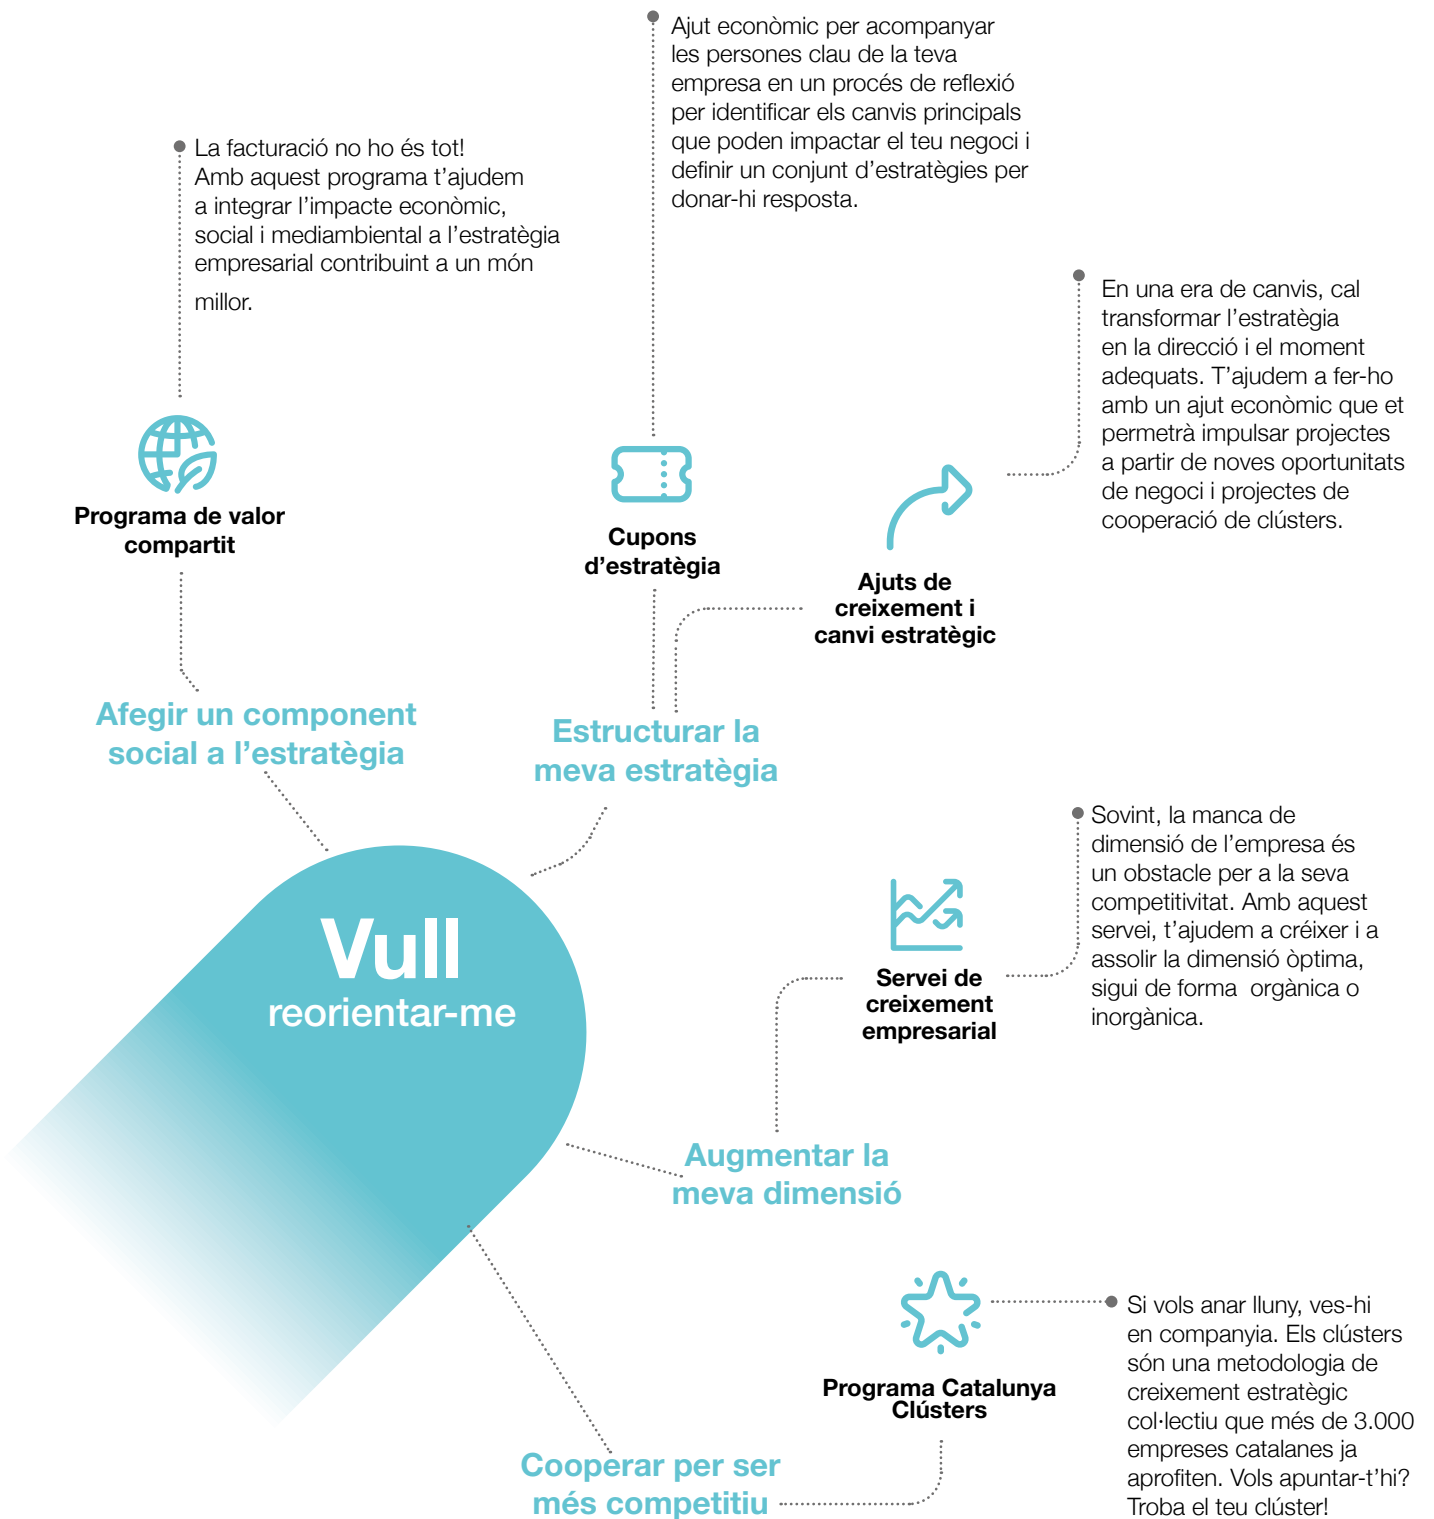 Ajut econòmic per acompanyar
les persones clau de la teva
empresa en un procés de reflexió
per identificar els canvis principals
que poden impactar el teu negoci i
definir un conjunt d’estratègies per
donar-hi resposta.
La facturació no ho és tot!
Amb aquest programa t’ajudem
a integrar l’impacte econòmic,
social i mediambiental a l’estratègia
empresarial contribuint a un món
millor.
En una era de canvis, cal
transformar l’estratègia
en la direcció i el moment
adequats. T’ajudem a fer-ho
amb un ajut econòmic que et
permetrà impulsar projectes
a partir de noves oportunitats
de negoci i projectes de
cooperació de clústers.
Programa de valor
compartit
Cupons
d’estratègia
Ajuts de
creixement i
canvi estratègic
Afegir un component
social a l’estratègia
Estructurar la
meva estratègia
Vull
reorientar-me
Sovint, la manca de
dimensió de l’empresa és
un obstacle per a la seva
competitivitat. Amb aquest
servei, t’ajudem a créixer i a
assolir la dimensió òptima,
sigui de forma  orgànica o
inorgànica.
Servei de
creixement
empresarial
Augmentar la
meva dimensió
Si vols anar lluny, ves-hi
en companyia. Els clústers
són una metodologia de
creixement estratègic
col·lectiu que més de 3.000
empreses catalanes ja
aprofiten. Vols apuntar-t’hi?
Troba el teu clúster!
Programa Catalunya
Clústers
Cooperar per ser
més competitiu